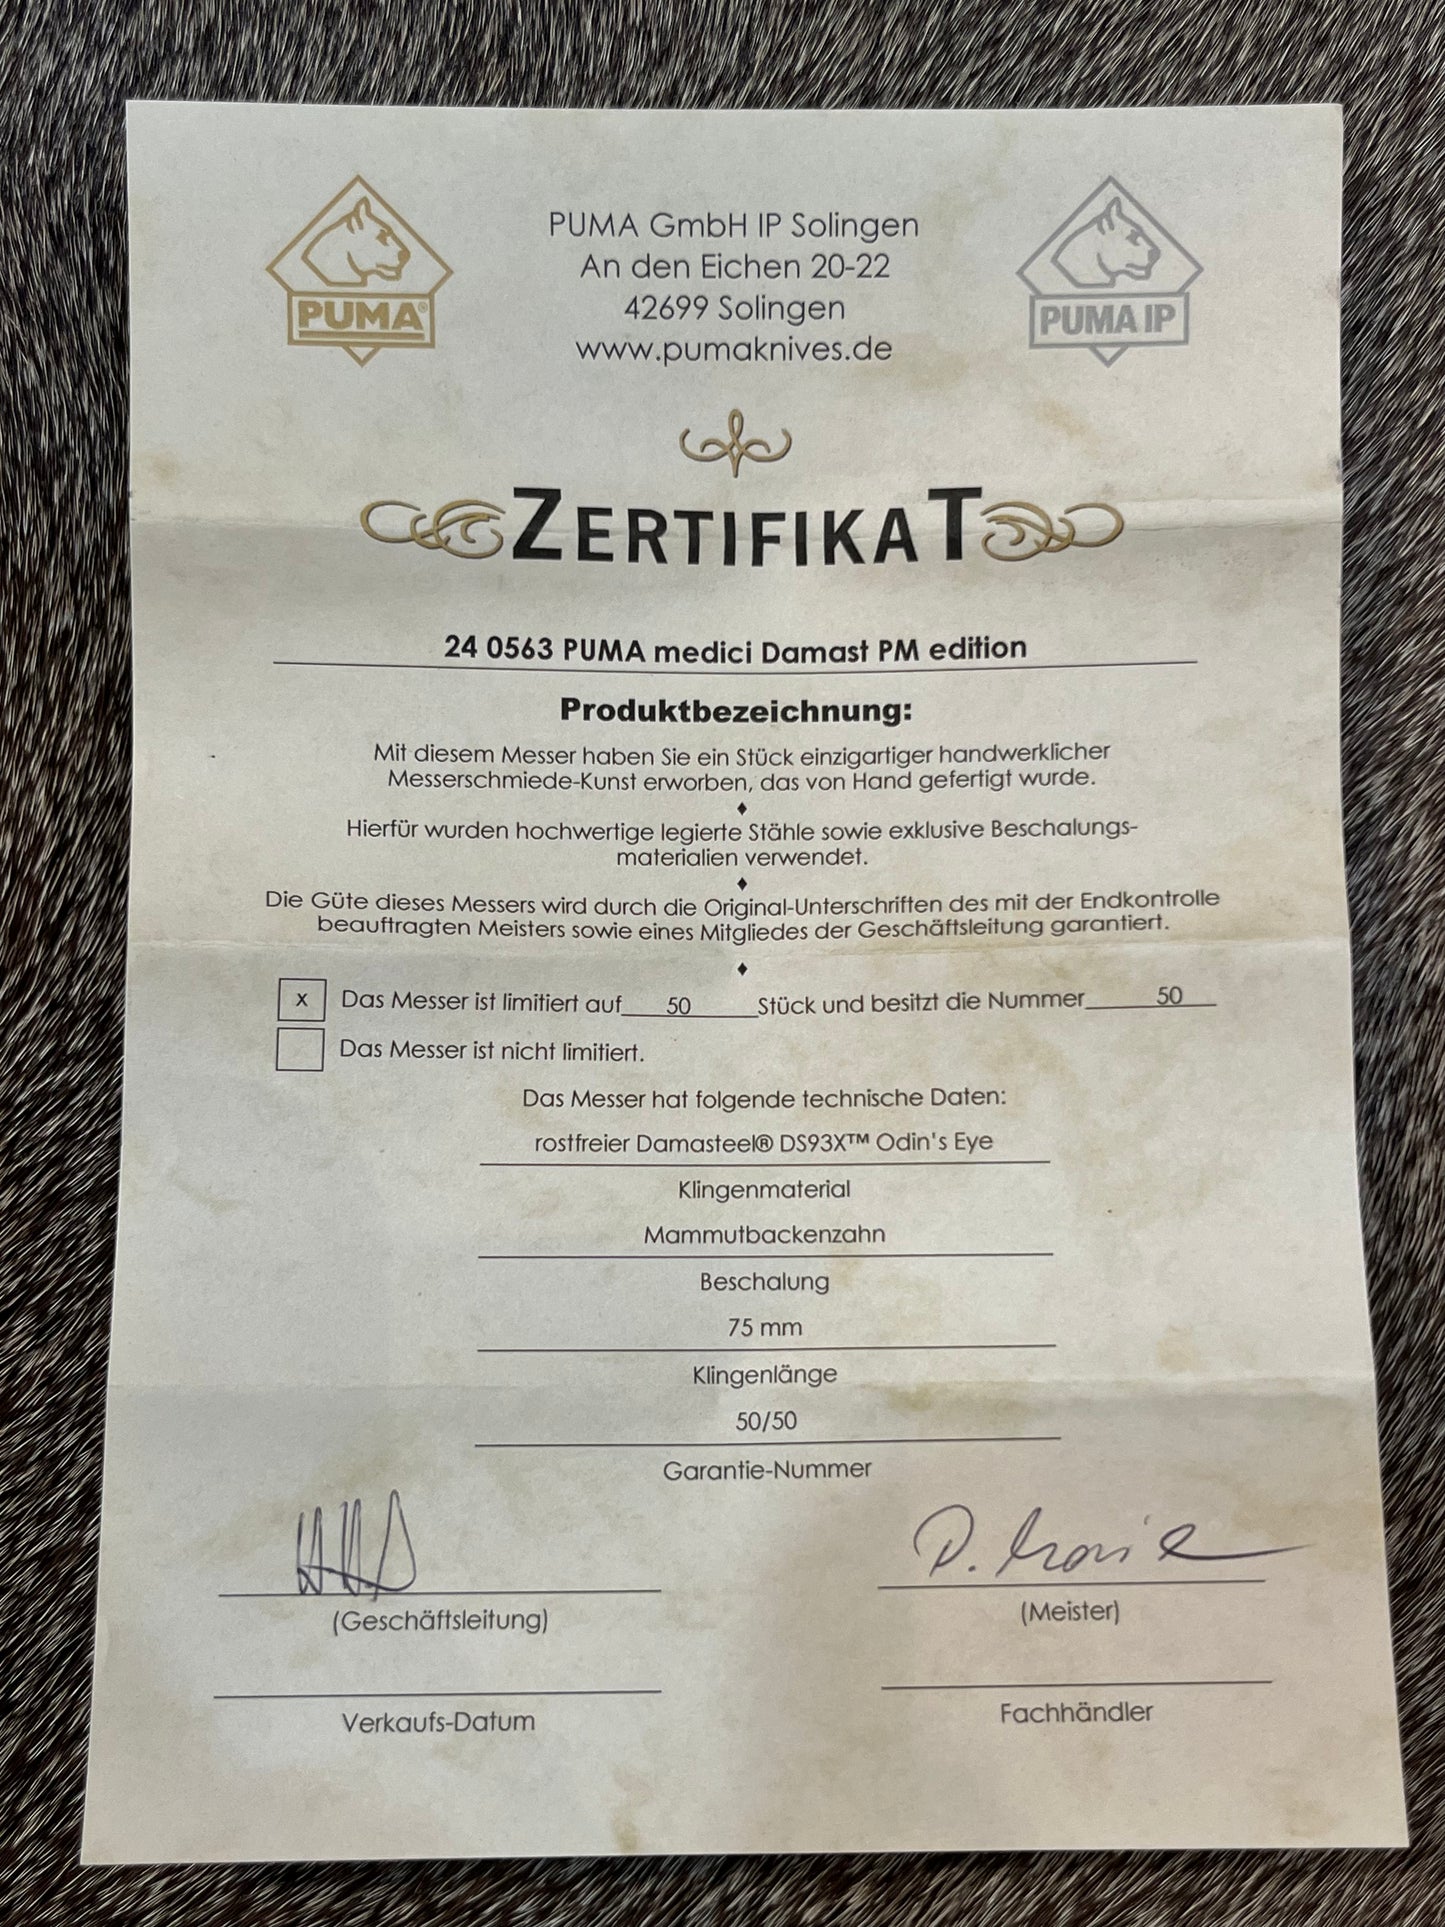 PUMA®
PUMA GmbH IP Solingen
An den Eichen 20-22
42699 Solingen
www.pumaknives.de
PUMA IP
ZERTIFIKAT
24 0563 PUMA medici Damast PM edition
Produktbezeichnung:
Mit diesem Messer haben Sie ein Stück einzigartiger handwerklicher
Messerschmiede-Kunst erworben, das von Hand gefertigt wurde.
Hierfür wurden hochwertige legierte Stähle sowie exklusive Beschalungs-
materialien verwendet.
Die Güte dieses Messers wird durch die Original-Unterschriften des mit der Endkontrolle
beauftragten Meisters sowie eines Mitgliedes der Geschäftsleitung garantiert.
x Das Messer ist limitiert auf 50 Stück und besitzt die Nummer 50
Das Messer ist nicht limitiert.
Das Messer hat folgende technische Daten:
rostfreier Damasteel® DS93X™ Odin's Eye
Klingenmaterial
Mammutbackenzahn
Beschalung
75 mm
Klingenlänge
50/50
Garantie-Nummer
(Geschäftsleitung)
(Meister)
Verkaufs-Datum
Fachhändler